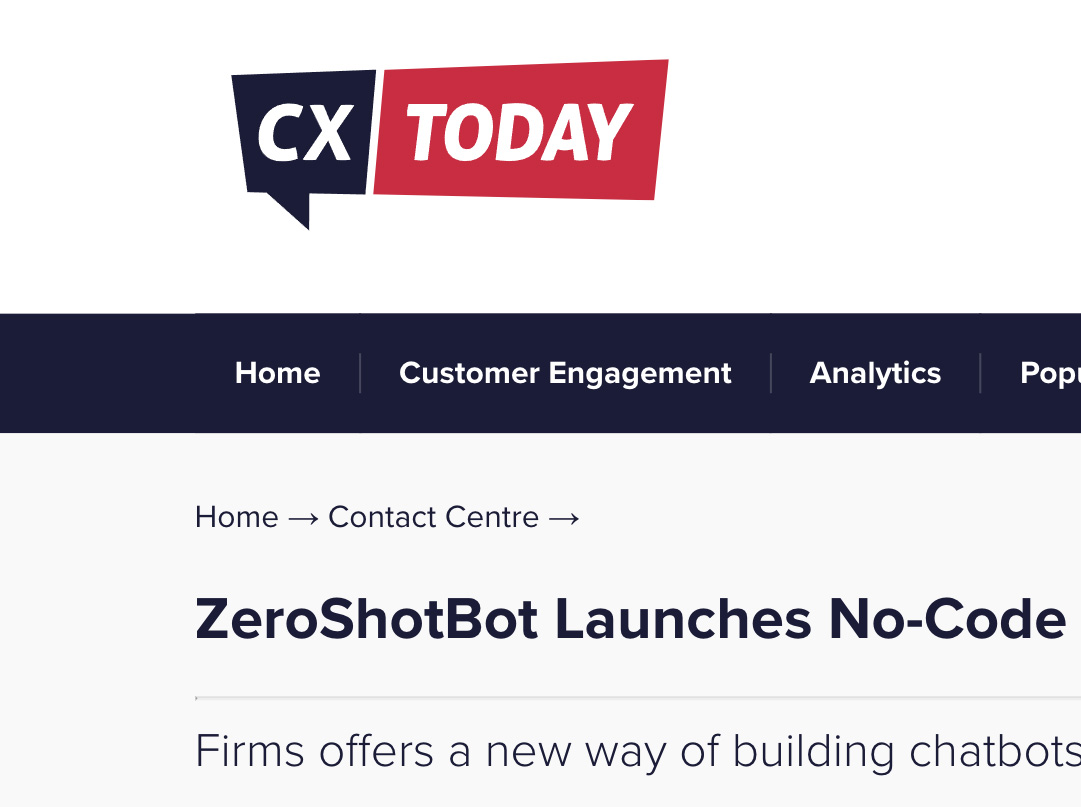 CX TODAY
Home Customer Engagement Analytics
Home → Contact Centre →
ZeroShotBot Launches No-Code
Firms offers a new way of building chatbots